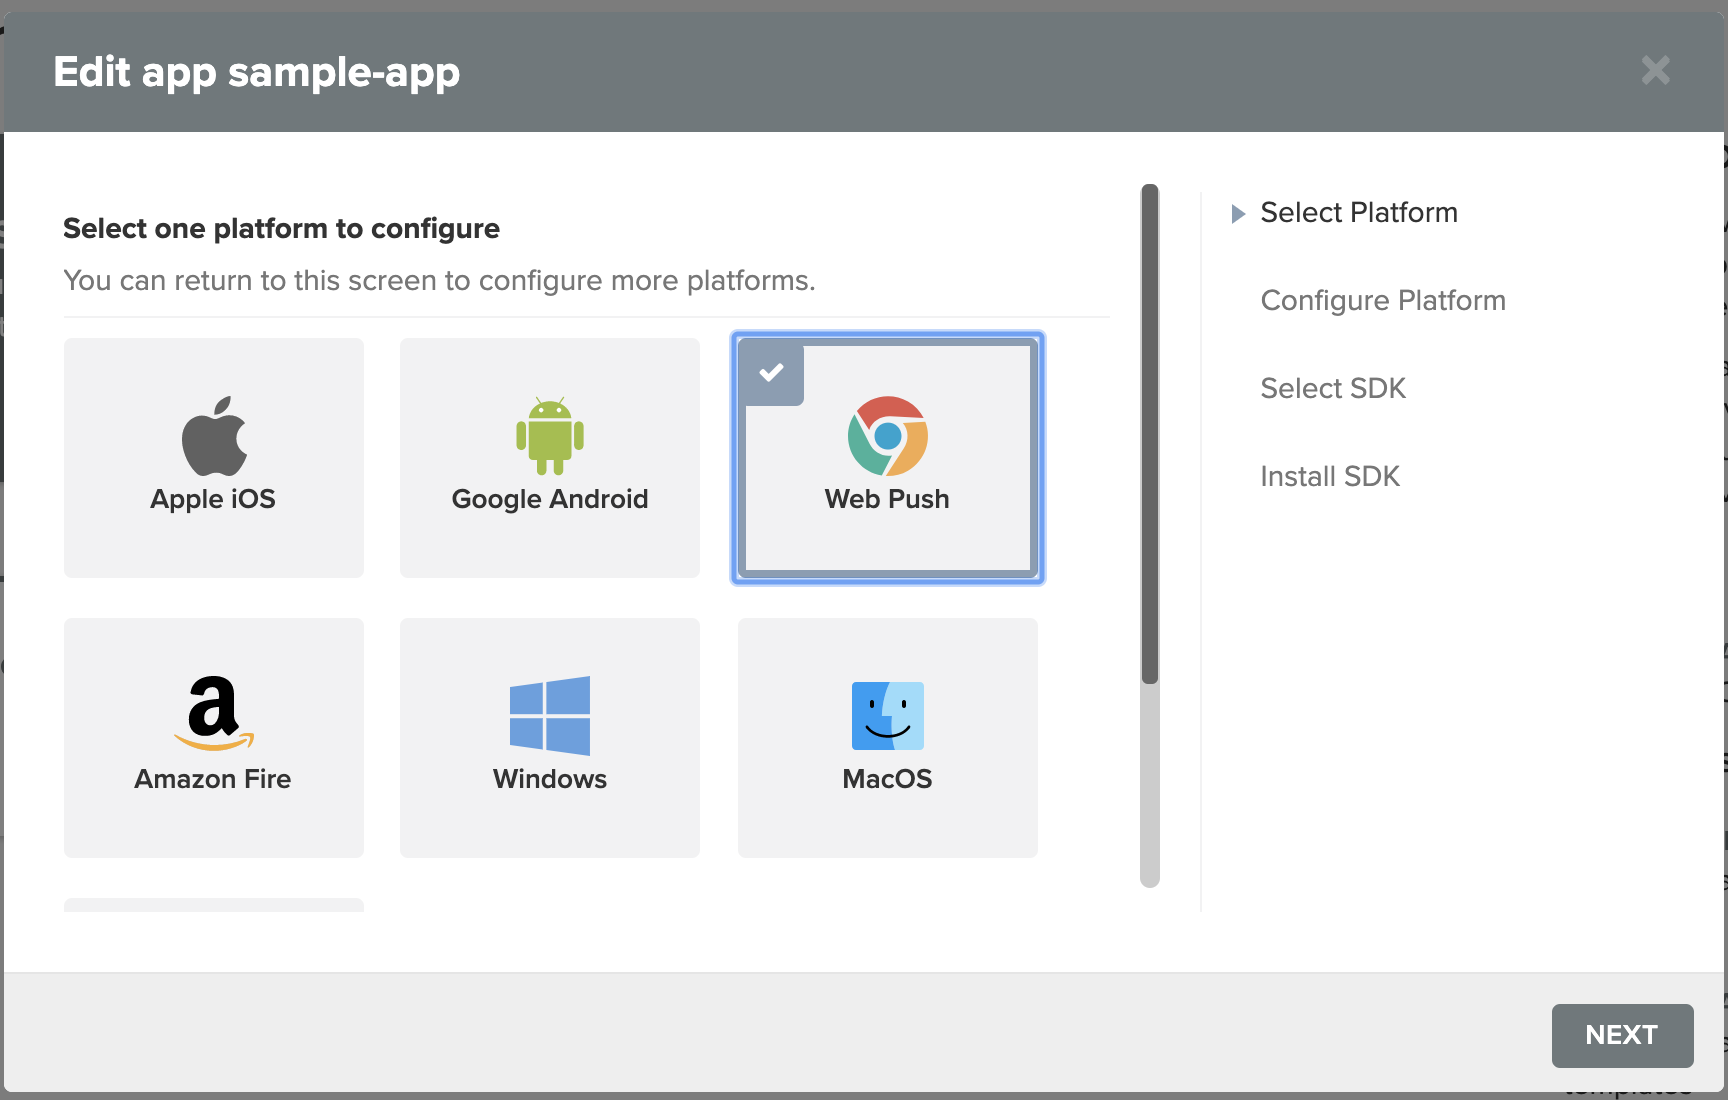 Edit app sample-app
Select one platform to configure
You can return to this screen to configure more platforms.
Apple iOS
Google Android
Web Push
Amazon Fire
Windows
MacOS
Select Platform
Configure Platform
Select SDK
Install SDK
NEXT
templates